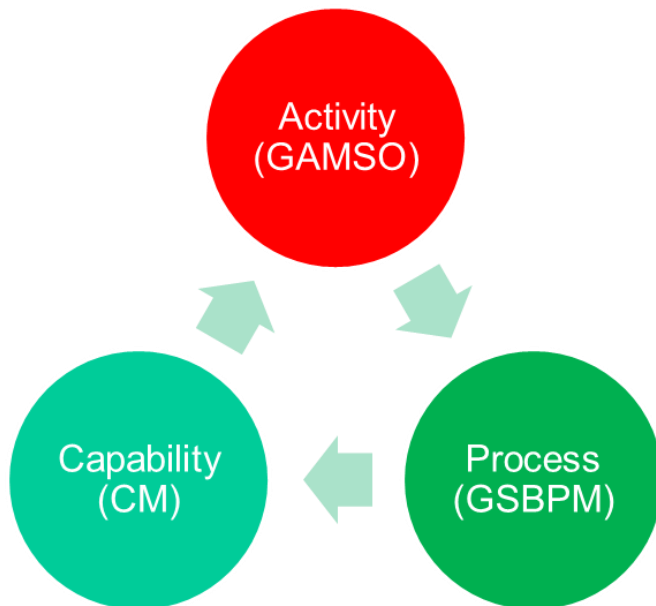 Activity
(GAMSO)
Process
(GSBPM)
Capability
(CM)